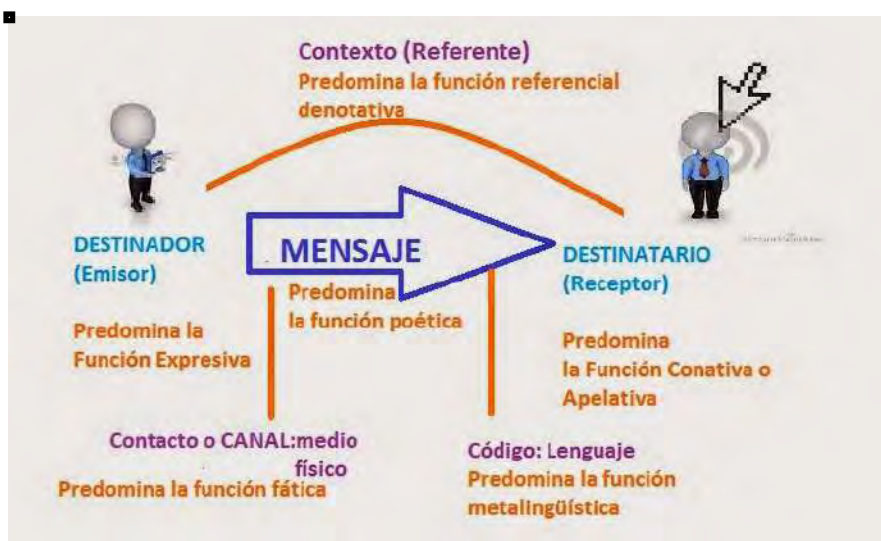 Contexto (Referente)
Predomina la función referencial
denotativa
DESTINADOR
(Emisor)
Predomina la
Función Expresiva
MENSAJE
Predomina
la función poética
DESTINATARIO
(Receptor)
Predomina
la Función Conativa o
Apelativa
Contacto o CANAL:medio
físico
Predomina la función fática
Código: Lenguaje
Predomina la función
metalingüística